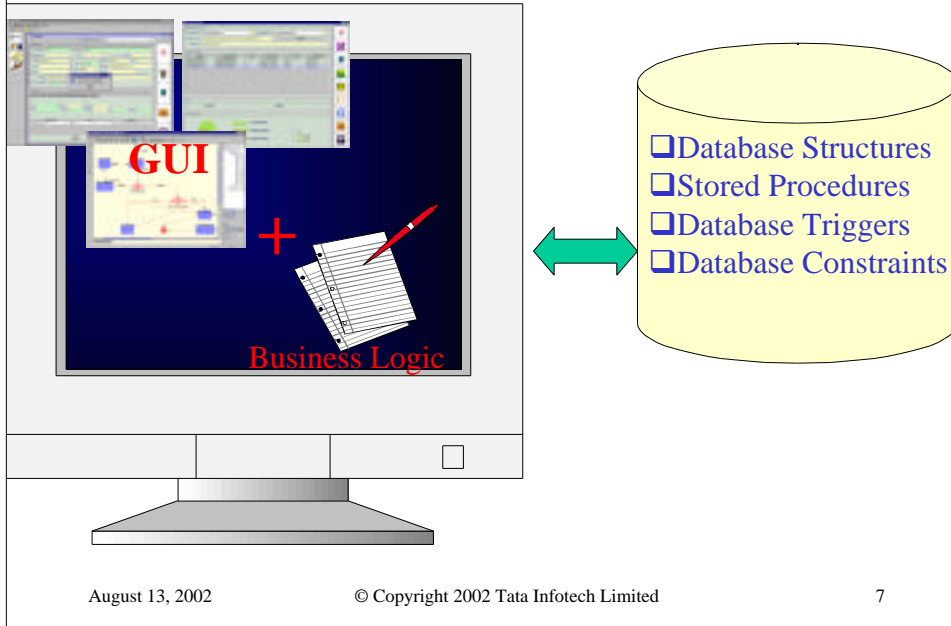 GUI
+
Business Logic
❑Database Structures
❑Stored Procedures
❑Database Triggers
❑Database Constraints
August 13, 2002 © Copyright 2002 Tata Infotech Limited 7